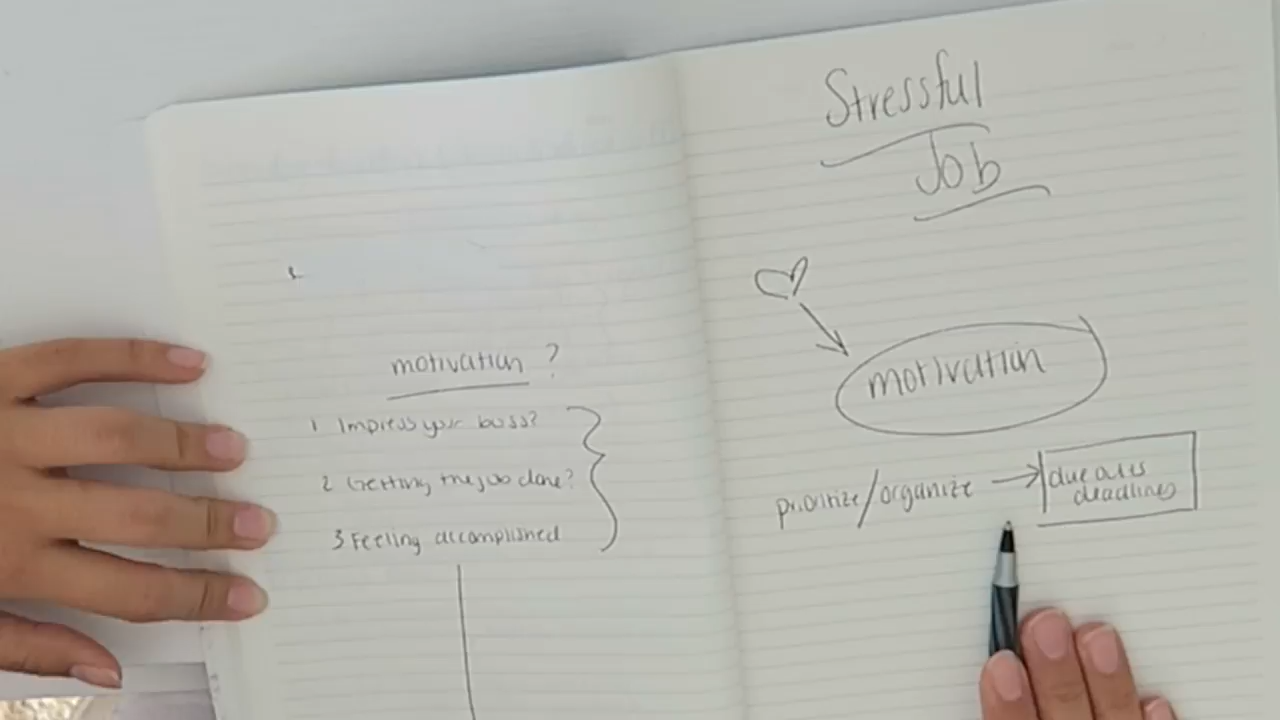 motivation ?
1 Impress your boss?
2 Getting the job done?
3 Feeling accomplished
Stressful
Job
motivation
prioritize/organize
due dates
deadlines